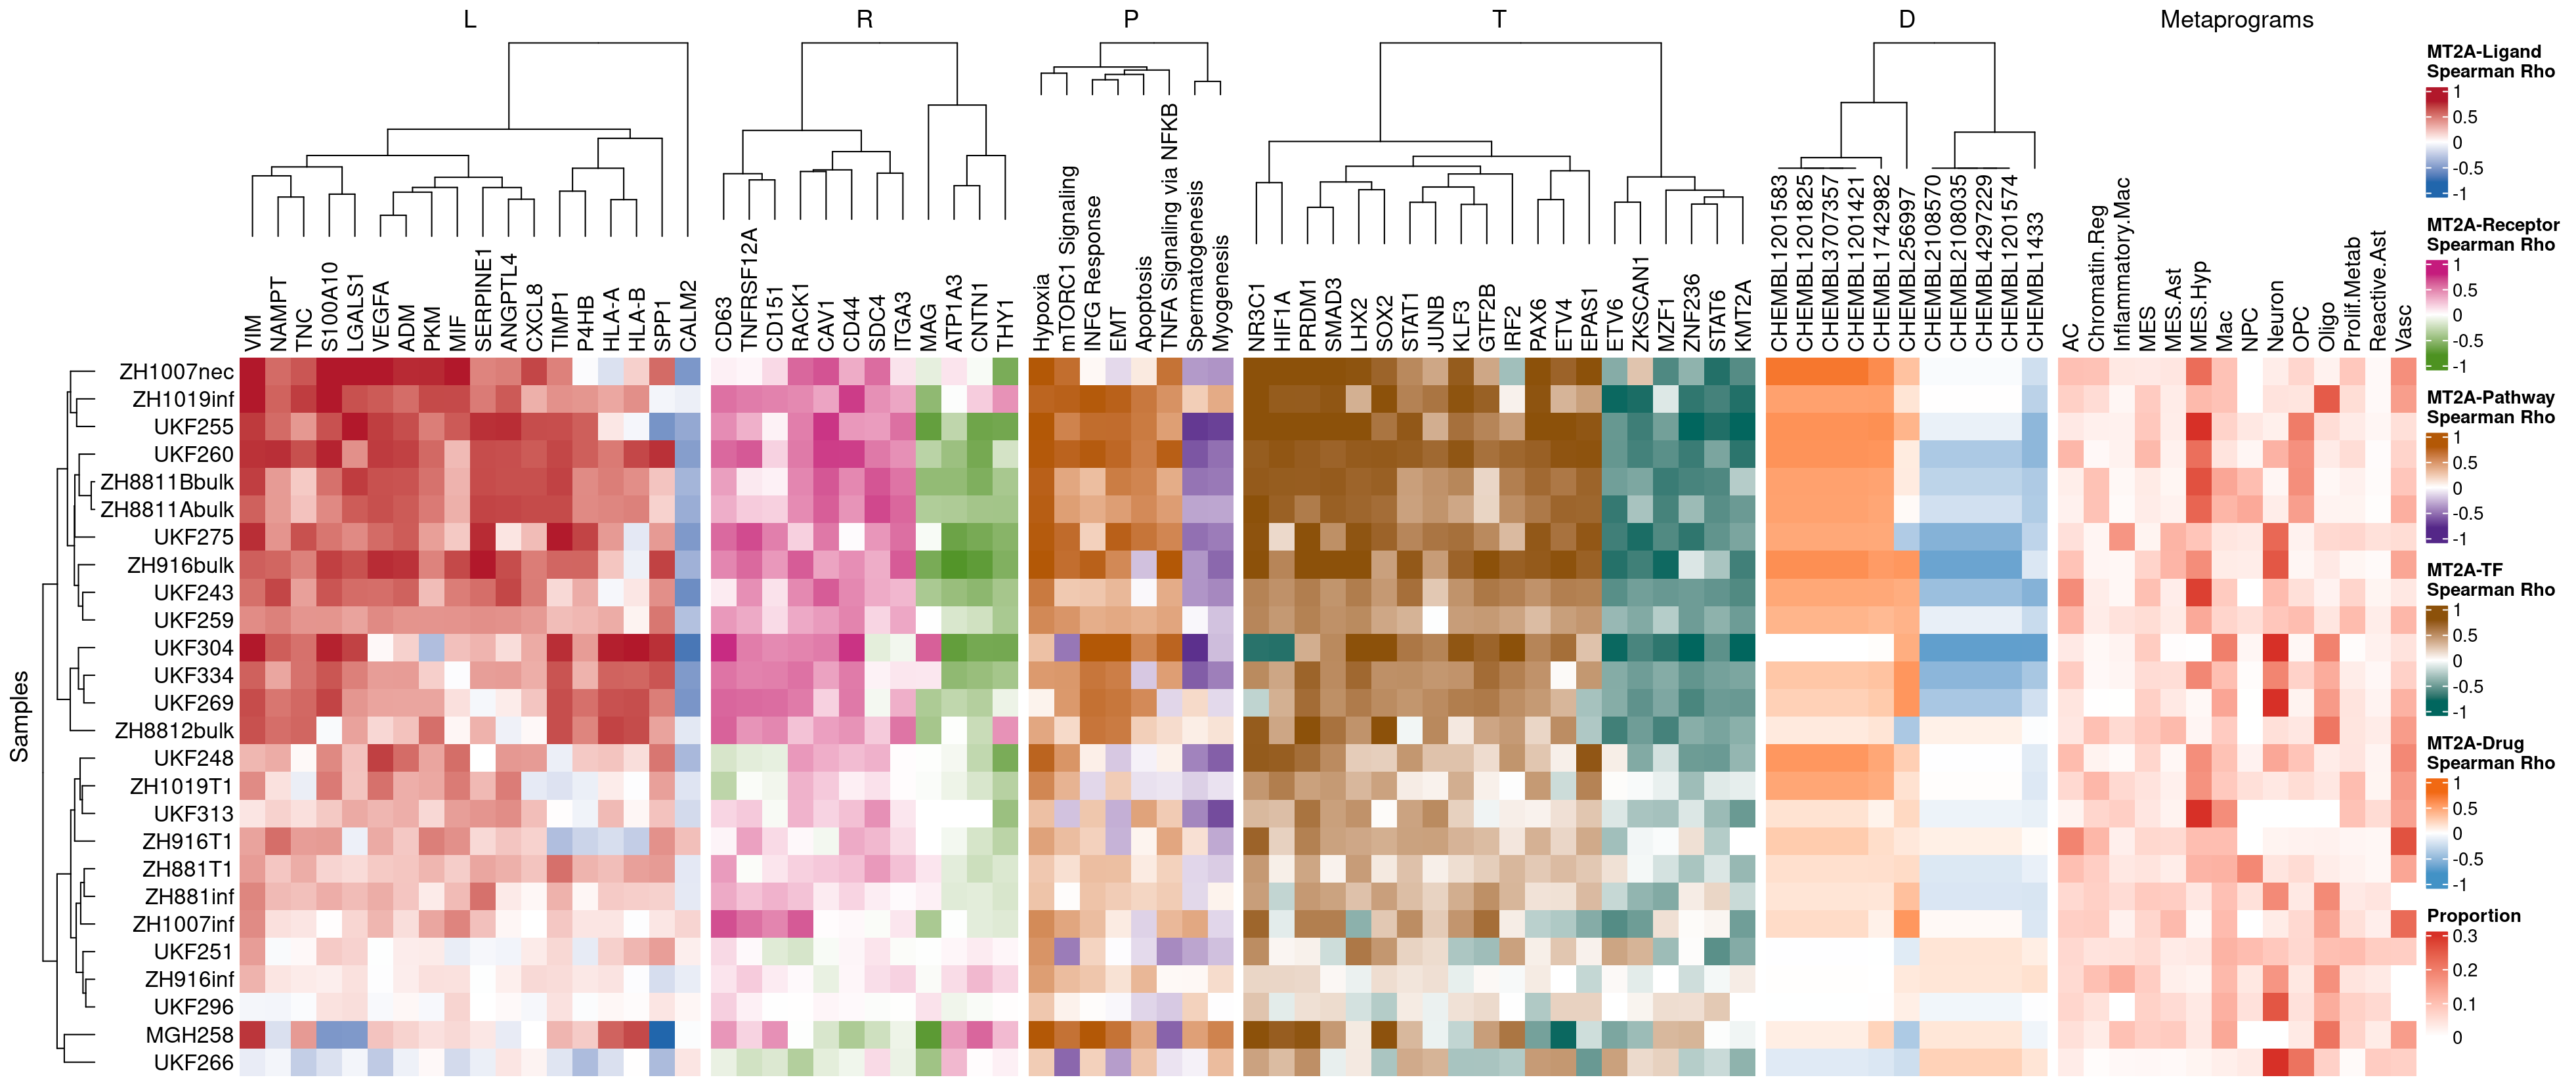 L
R
P
T
D
Metaprograms
VIM
NAMPT
TNC
S100A10
LGALS1
VEGFA
ADM
PKM
MIF
SERPINE1
ANGPTL4
CXCL8
TIMP1
P4HB
HLA-A
HLA-B
SPP1
CALM2
CD63
TNFRSF12A
CD151
RACK1
CAV1
CD44
SDC4
ITGA3
MAG
ATP1A3
CNTN1
THY1
Hypoxia
mTORC1 Signaling
INFG Response
EMT
Apoptosis
TNFA Signaling via NFKB
Spermatogenesis
Myogenesis
NR3C1
HIF1A
PRDM1
SMAD3
LHX2
SOX2
STAT1
JUNB
KLF3
GTF2B
IRF2
PAX6
ETV4
EPAS1
ETV6
ZKSCAN1
MZF1
ZNF236
STAT6
KMT2A
CHEMBL1201583
CHEMBL1201825
CHEMBL3707357
CHEMBL1201421
CHEMBL1742982
CHEMBL256997
CHEMBL2108570
CHEMBL2108035
CHEMBL4297229
CHEMBL1201574
CHEMBL1433
AC
Chromatin.Reg
Inflammatory.Mac
MES
MES.Ast
MES.Hyp
Mac
NPC
Neuron
OPC
Oligo
Prolif.Metab
Reactive.Ast
Vasc
Samples
ZH1007nec
ZH1019inf
UKF255
UKF260
ZH8811Bbulk
ZH8811Abulk
UKF275
ZH916bulk
UKF243
UKF259
UKF304
UKF334
UKF269
ZH8812bulk
UKF248
ZH1019T1
UKF313
ZH916T1
ZH881T1
ZH881inf
ZH1007inf
UKF251
ZH916inf
UKF296
MGH258
UKF266
MT2A-Ligand
Spearman Rho
1
0.5
0
-0.5
-1
MT2A-Receptor
Spearman Rho
1
0.5
0
-0.5
-1
MT2A-Pathway
Spearman Rho
1
0.5
0
-0.5
-1
MT2A-TF
Spearman Rho
1
0.5
0
-0.5
-1
MT2A-Drug
Spearman Rho
1
0.5
0
-0.5
-1
Proportion
0.3
0.2
0.1
0